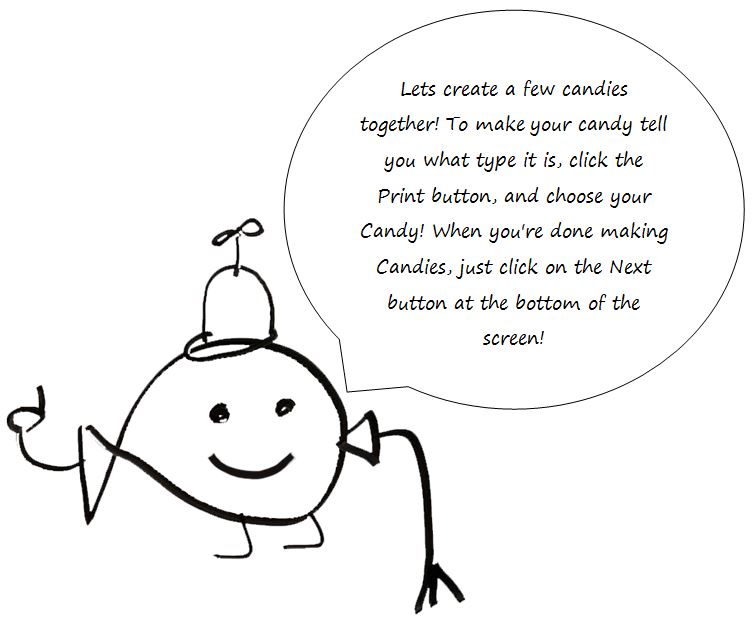 Lets create a few candies
together! To make your candy tell
you what type it is, click the
Print button, and choose your
Candy! When you're done making
Candies, just click on the Next
button at the bottom of the
screen!